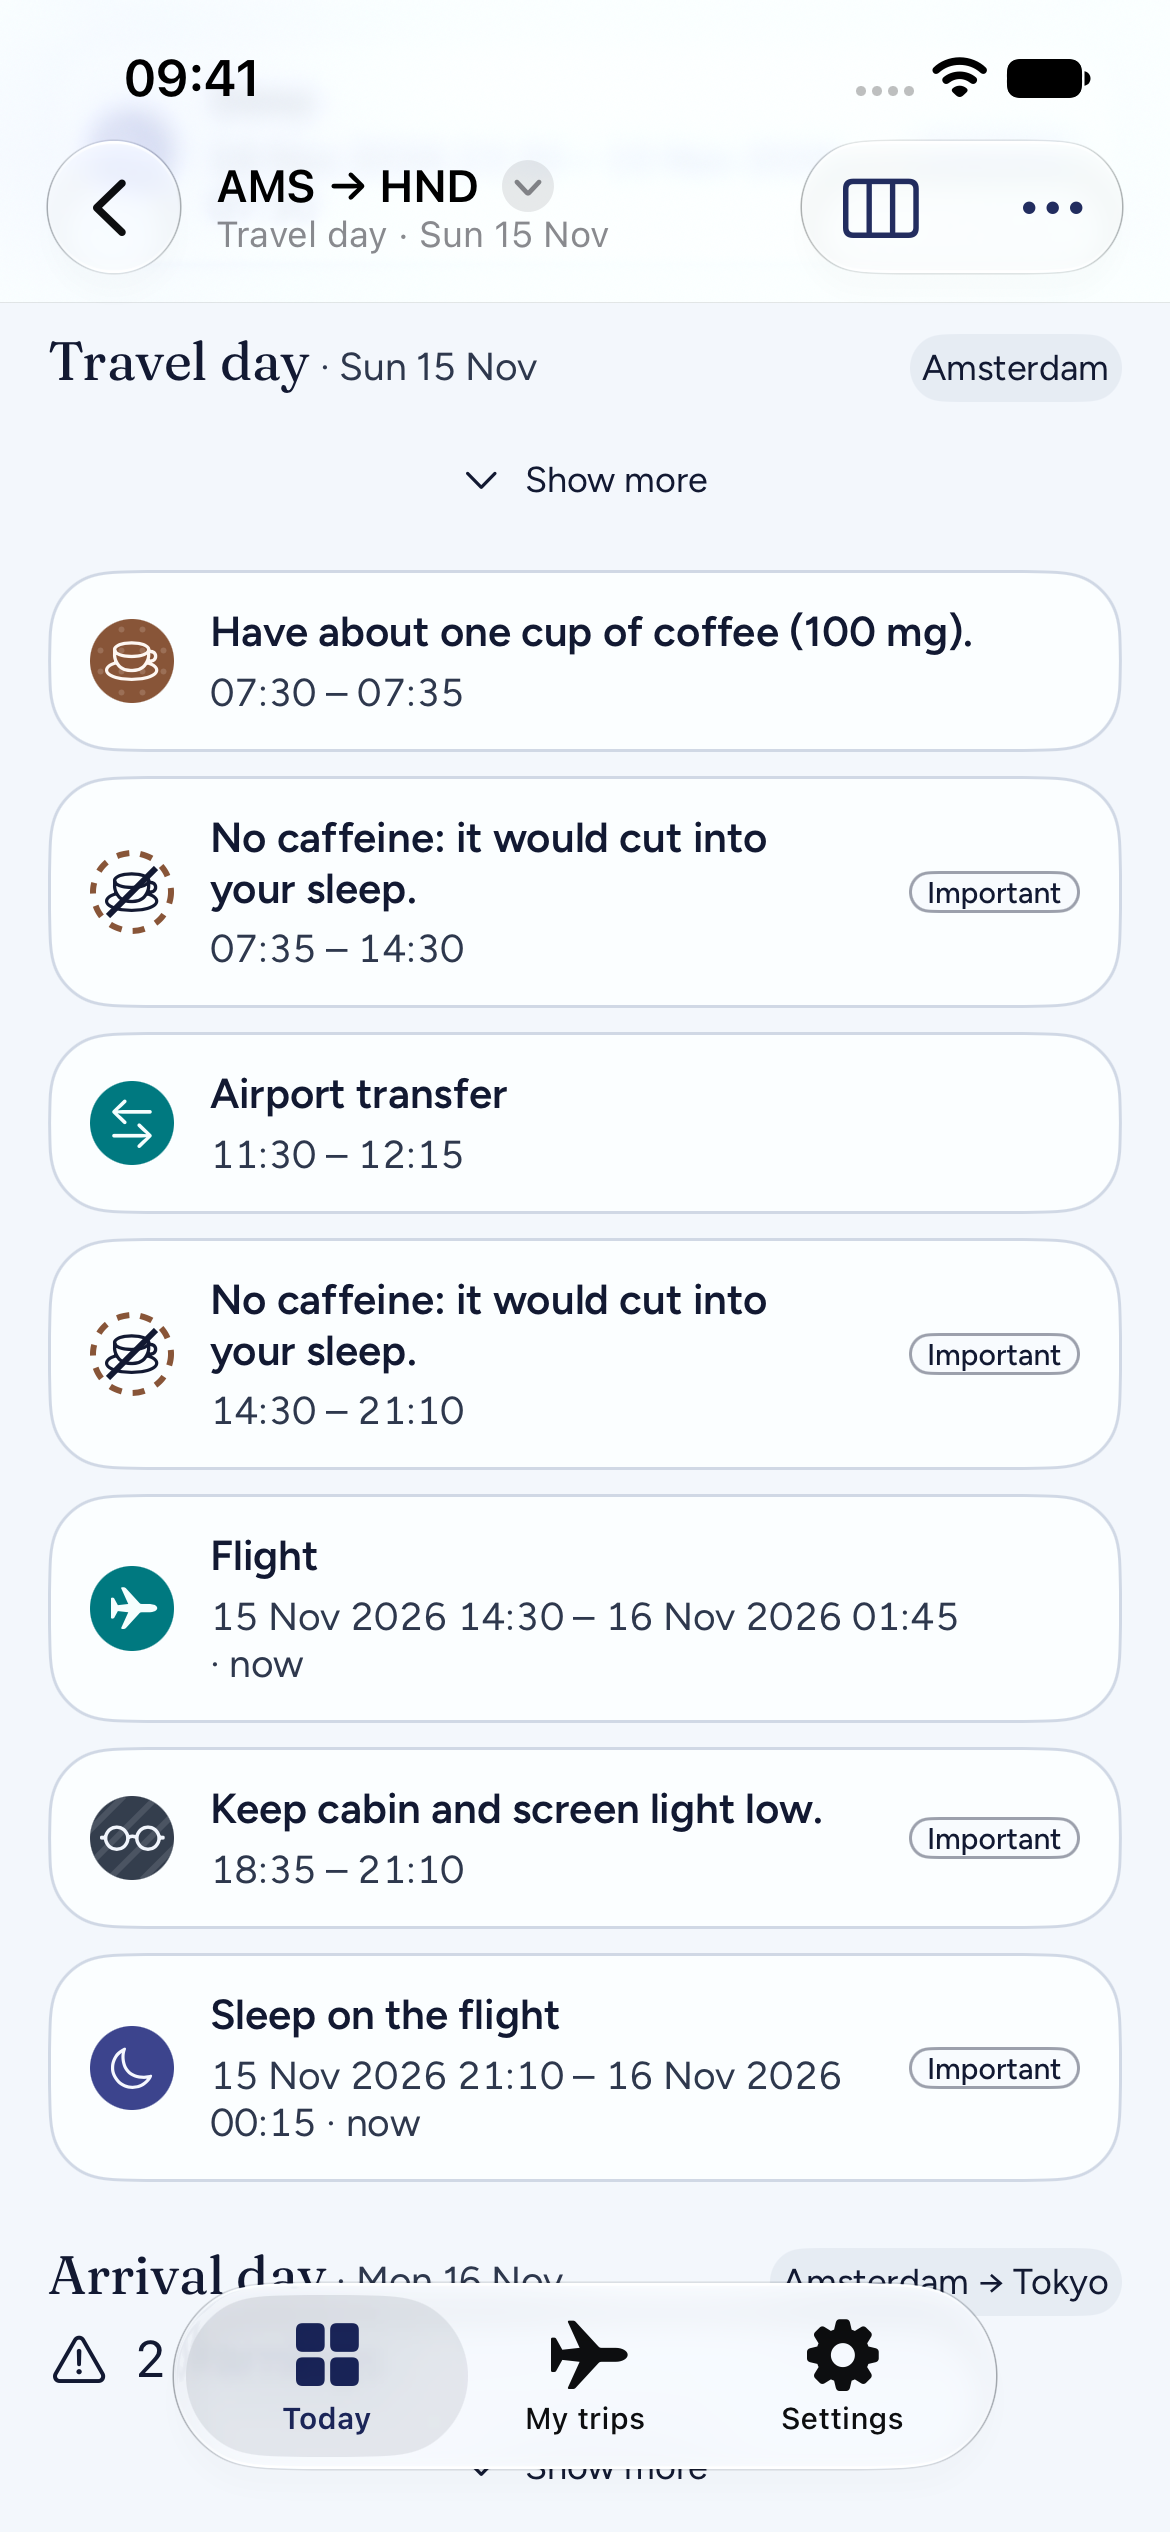 09:41
AMS → HND
Travel day · Sun 15 Nov
Travel day · Sun 15 Nov
Amsterdam
Show more
Have about one cup of coffee (100 mg).
07:30 – 07:35
No caffeine: it would cut into
your sleep.
07:35 – 14:30
Important
Airport transfer
11:30 – 12:15
No caffeine: it would cut into
your sleep.
14:30 – 21:10
Important
Flight
15 Nov 2026 14:30 – 16 Nov 2026 01:45
· now
Keep cabin and screen light low.
18:35 – 21:10
Important
Sleep on the flight
15 Nov 2026 21:10 – 16 Nov 2026
00:15 · now
Important
Arrival day · Mon 16 Nov
Amsterdam → Tokyo
2
Today
My trips
Settings
Show more